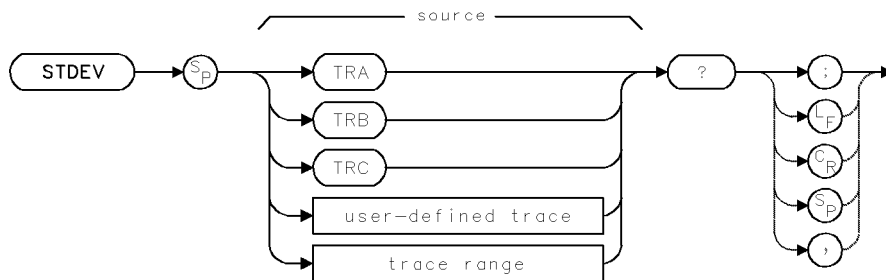 source
STDEV SP TRA ? ;
TRB LF
TRC CR
user-defined trace SP
trace range ,